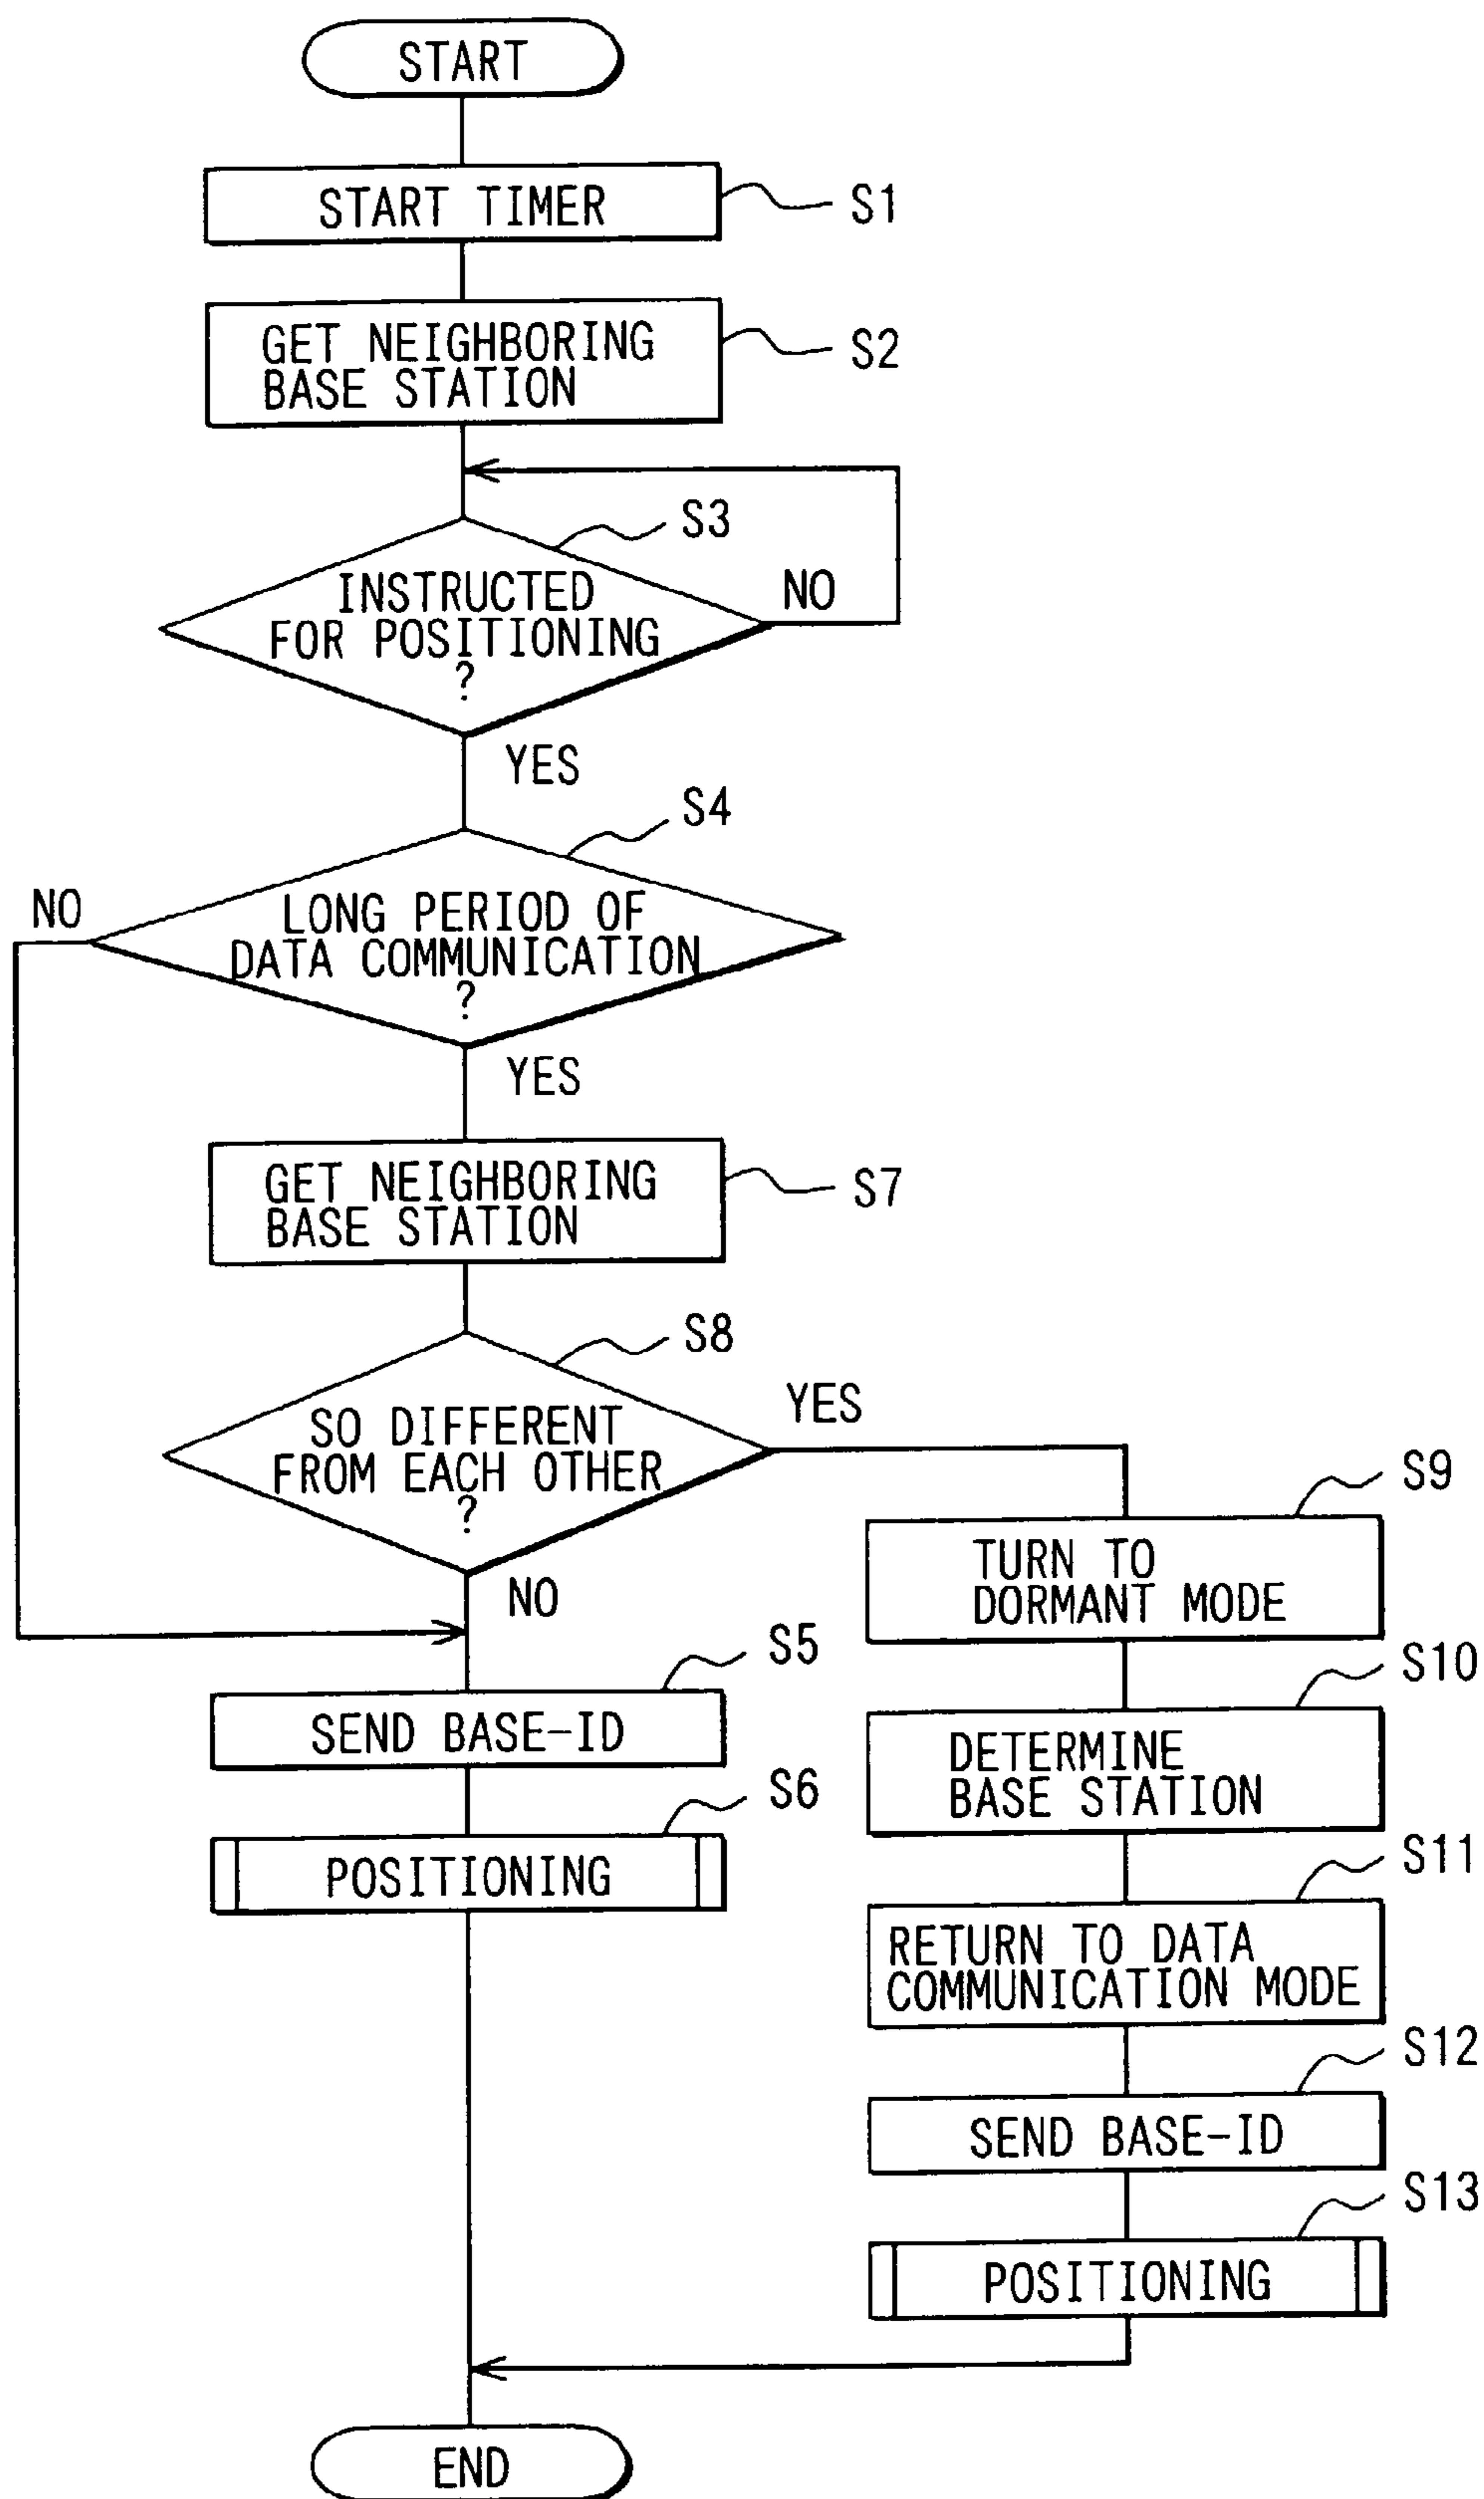 START
START TIMER
S1
GET NEIGHBORING
BASE STATION
S2
S3
INSTRUCTED
FOR POSITIONING
?
NO
YES
S4
NO
LONG PERIOD OF
DATA COMMUNICATION
?
YES
GET NEIGHBORING
BASE STATION
S7
S8
SO DIFFERENT
FROM EACH OTHER
?
YES
NO
S5
SEND BASE-ID
S6
POSITIONING
S9
TURN TO
DORMANT MODE
S10
DETERMINE
BASE STATION
S11
RETURN TO DATA
COMMUNICATION MODE
S12
SEND BASE-ID
S13
POSITIONING
END